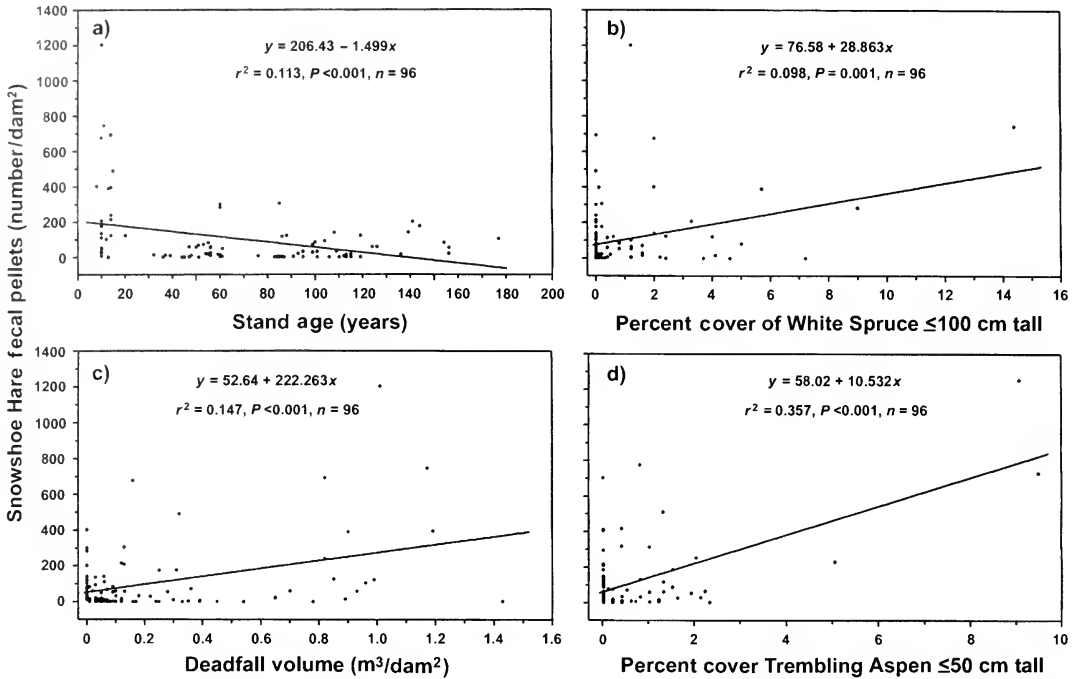 Snowshoe Hare fecal pellets (number/dam²)
a)
y = 206.43 – 1.499x
r² = 0.113, P <0.001, n = 96
1400
1200
1000
800
600
400
200
0
0 20 40 60 80 100 120 140 160 180 200
Stand age (years)
b)
y = 76.58 + 28.863x
r² = 0.098, P = 0.001, n = 96
0 2 4 6 8 10 12 14 16
Percent cover of White Spruce ≤100 cm tall
c)
y = 52.64 + 222.263x
r² = 0.147, P <0.001, n = 96
1400
1200
1000
800
600
400
200
0
0 0.2 0.4 0.6 0.8 1.0 1.2 1.4 1.6
Deadfall volume (m³/dam²)
d)
y = 58.02 + 10.532x
r² = 0.357, P <0.001, n = 96
0 2 4 6 8 10
Percent cover Trembling Aspen ≤50 cm tall